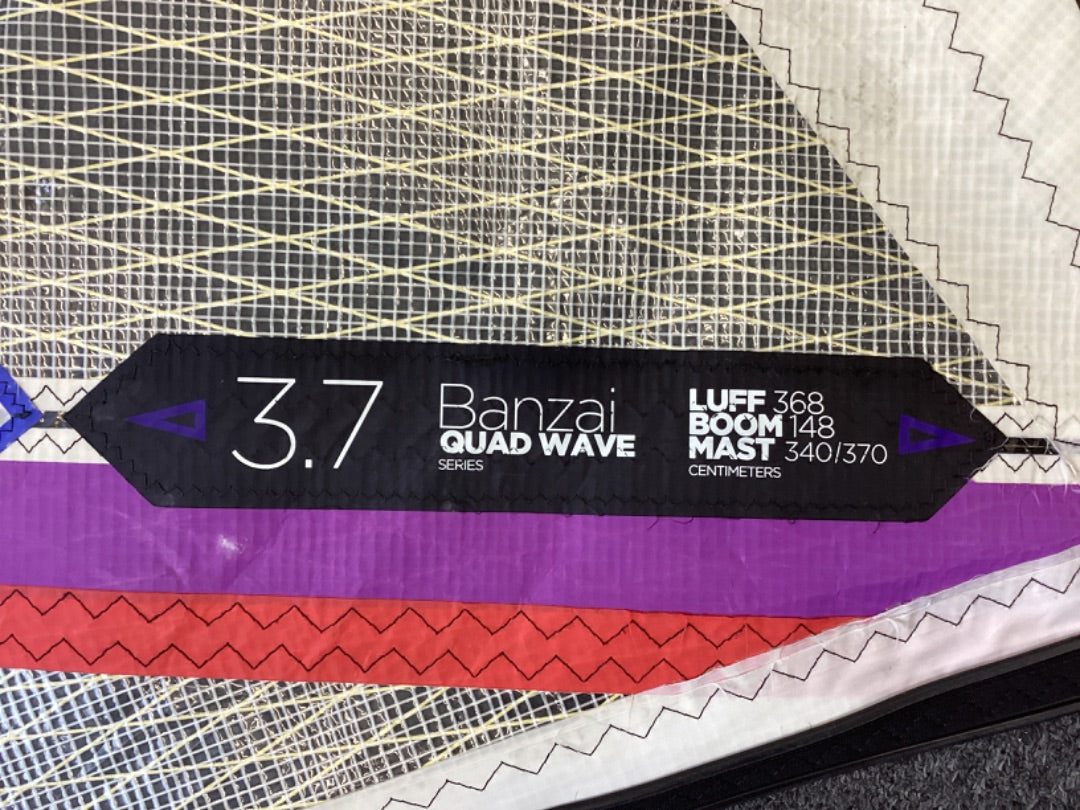 3.7
Banzai
QUAD WAVE
SERIES
LUFF 368
BOOM 148
MAST 340/370
CENTIMETERS